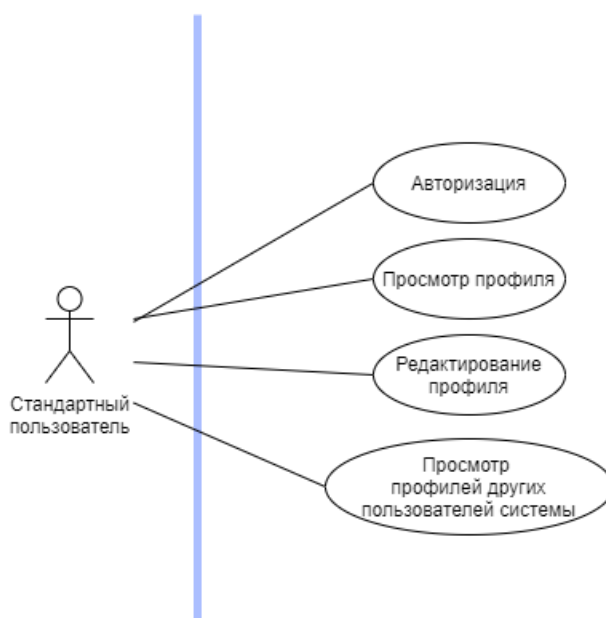 Авторизация
Просмотр профиля
Редактирование
профиля
Стандартный
пользователь
Просмотр
профилей других
пользователей системы